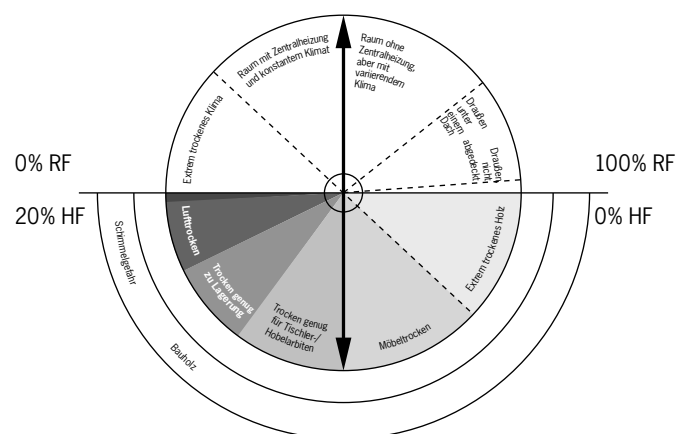 Raum mit Zentralheizung
und konstantem Klimat
Raum ohne
Zentralheizung,
aber mit
variierendem
Klima
Extrem trockenes Klima
Draußen
unter
einem
Dach
Draußen
nicht
abgedeckt
0% RF
100% RF
20% HF
0% HF
Schimmelgefahr
Lufttrocken
Extrem trockenes Holz
Trocken genug
zu Lagerung
Trocken genug
für Tischler-/
Hobelarbiten
Möbeltrocken
Bauholz